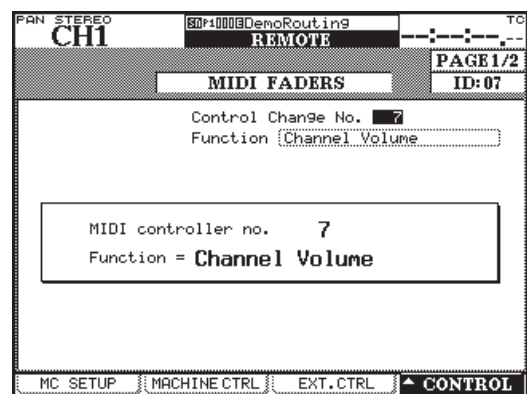 PAN STEREO
CH1
DemoRouting
TC
REMOTE
--:--:--.--
PAGE1/2
MIDI FADERS
ID:07
Control Change No. 7
Function Channel Volume
MIDI controller no. 7
Function = Channel Volume
MC SETUP MACHINE CTRL EXT.CTRL CONTROL